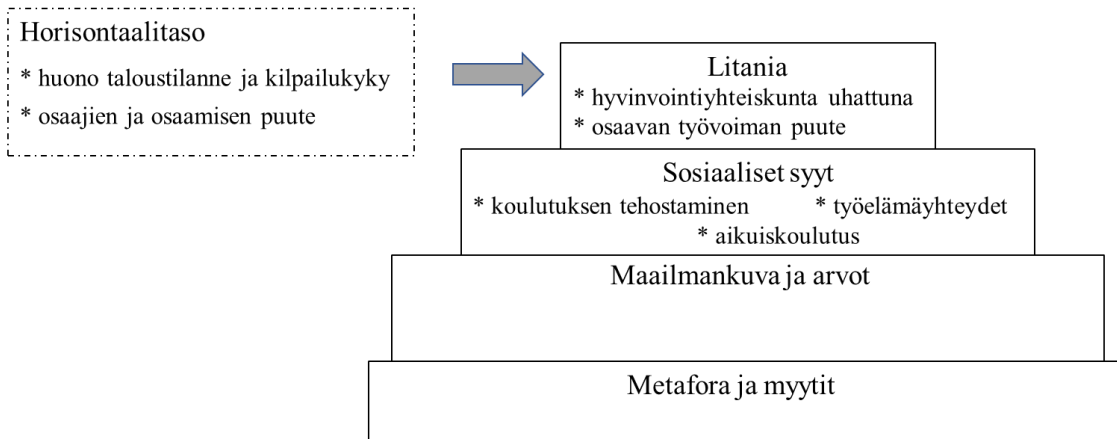 Horisontaalitaso
* huono taloustilanne ja kilpailukyky
* osaajien ja osaamisen puute
Litania
* hyvinvointiyhteiskunta uhattuna
* osaavan työvoiman puute
Sosiaaliset syyt
* koulutuksen tehostaminen * työelämäyhteydet
* aikuiskoulutus
Maailmankuva ja arvot
Metafora ja myytit